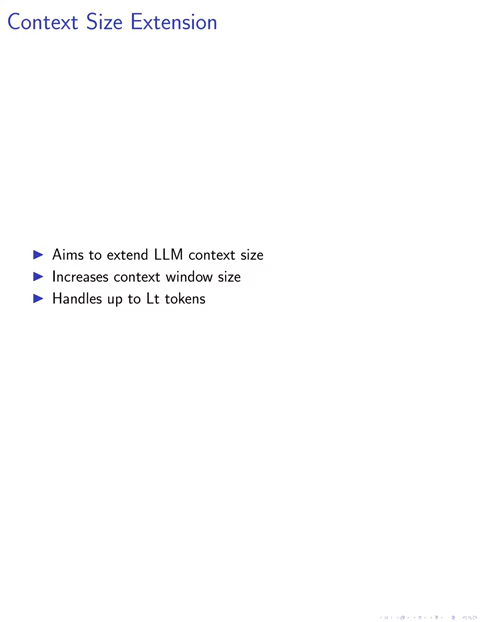 Context Size Extension
Aims to extend LLM context size
Increases context window size
Handles up to Lt tokens